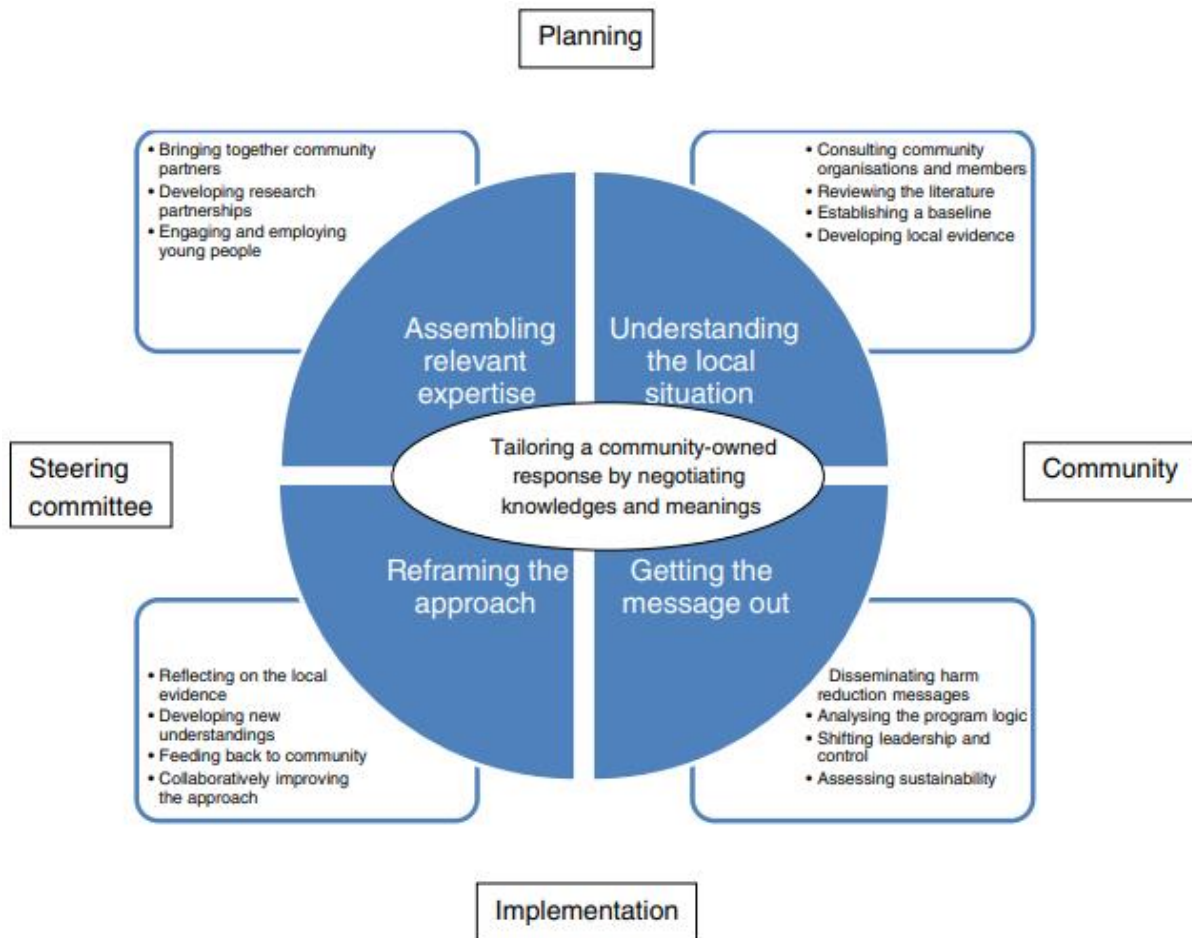 Planning
• Bringing together community
partners
• Developing research
partnerships
• Engaging and employing
young people
• Consulting community
organisations and members
• Reviewing the literature
• Establishing a baseline
• Developing local evidence
Assembling
relevant
expertise
Understanding
the local
situation
Steering
committee
Tailoring a community-owned
response by negotiating
knowledges and meanings
Community
Reframing the
approach
Getting the
message out
• Reflecting on the local
evidence
• Developing new
understandings
• Feeding back to community
• Collaboratively improving
the approach
Disseminating harm
reduction messages
• Analysing the program logic
• Shifting leadership and
control
• Assessing sustainability
Implementation